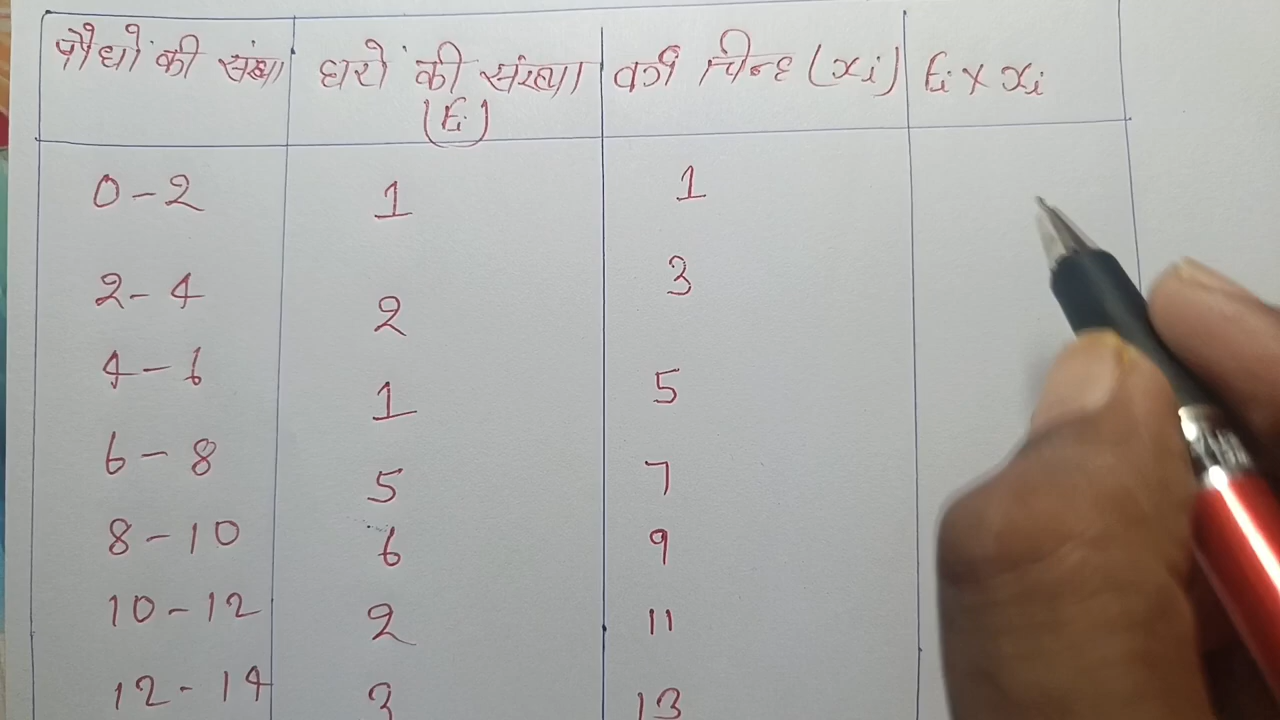 पौधों की संख्या घरों की संख्या (fi) वर्ग चिन्ह (xi) fi × xi
0-2 1 1
2-4 2 3
4-6 1 5
6-8 5 7
8-10 6 9
10-12 2 11
12-14 3 13